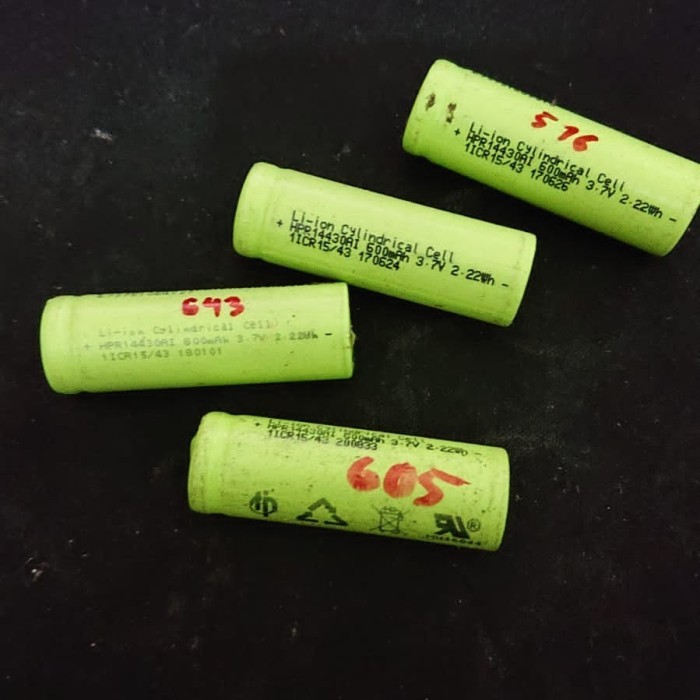 576
Li-ion Cylindrical Cell
+ HPR14430AI 600mAh 3.7V 2.22Wh -
1ICR15/43 170626
Li-ion Cylindrical Cell
+ HPR14430AI 600mAh 3.7V 2.22Wh -
1ICR15/43 170624
643
Li-ion Cylindrical Cell
+ HPR14430AI 600mAh 3.7V 2.22Wh -
1ICR15/43 180101
+ HPR14430AI 600mAh 3.7V 2.22Wh -
1ICR15/43
605